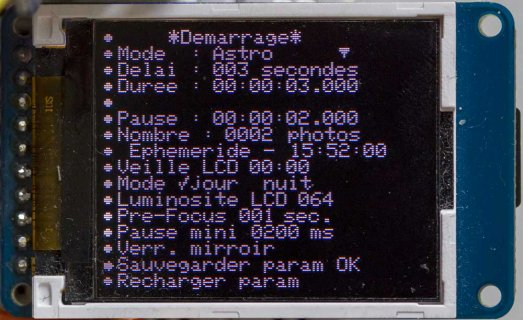 *Demarrage*
Mode : Astro ▼
Delai : 003 secondes
Duree : 00:00:03.000
Pause : 00:00:02.000
Nombre : 0002 photos
Ephemeride - 15:52:00
Veille LCD 00:00
Mode √Jour nuit
Luminosite LCD 064
Pre-Focus 001 sec.
Pause mini 0200 ms
Verr. mirroir
Sauvegarder param OK
Recharger param